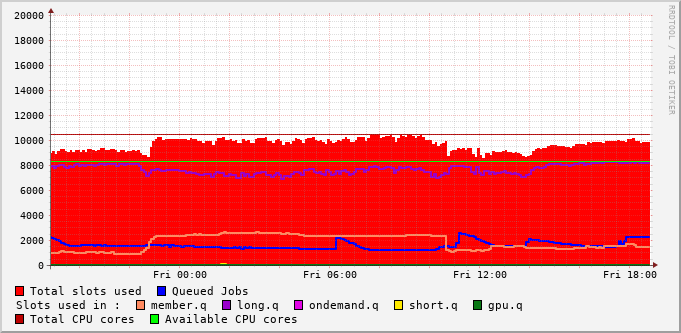 RRDTOOL / TOBI OETIKER
20000
18000
16000
14000
12000
10000
8000
6000
4000
2000
0
Fri 00:00 Fri 06:00 Fri 12:00 Fri 18:00
Total slots used Queued Jobs
Slots used in : member.q long.q ondemand.q short.q gpu.q
Total CPU cores Available CPU cores